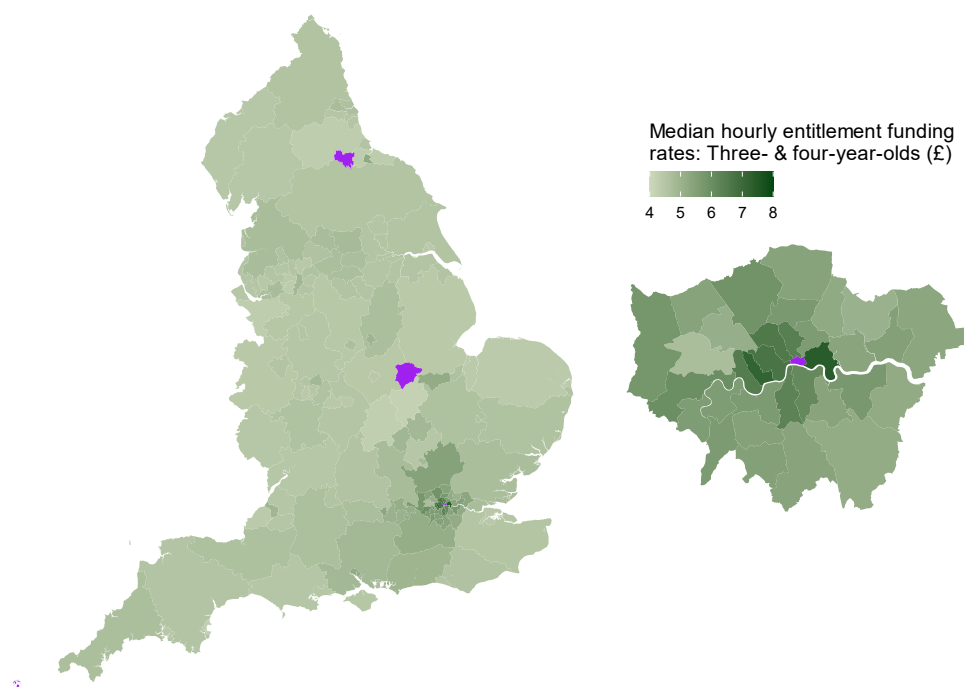 Median hourly entitlement funding
rates: Three- & four-year-olds (£)
4 5 6 7 8